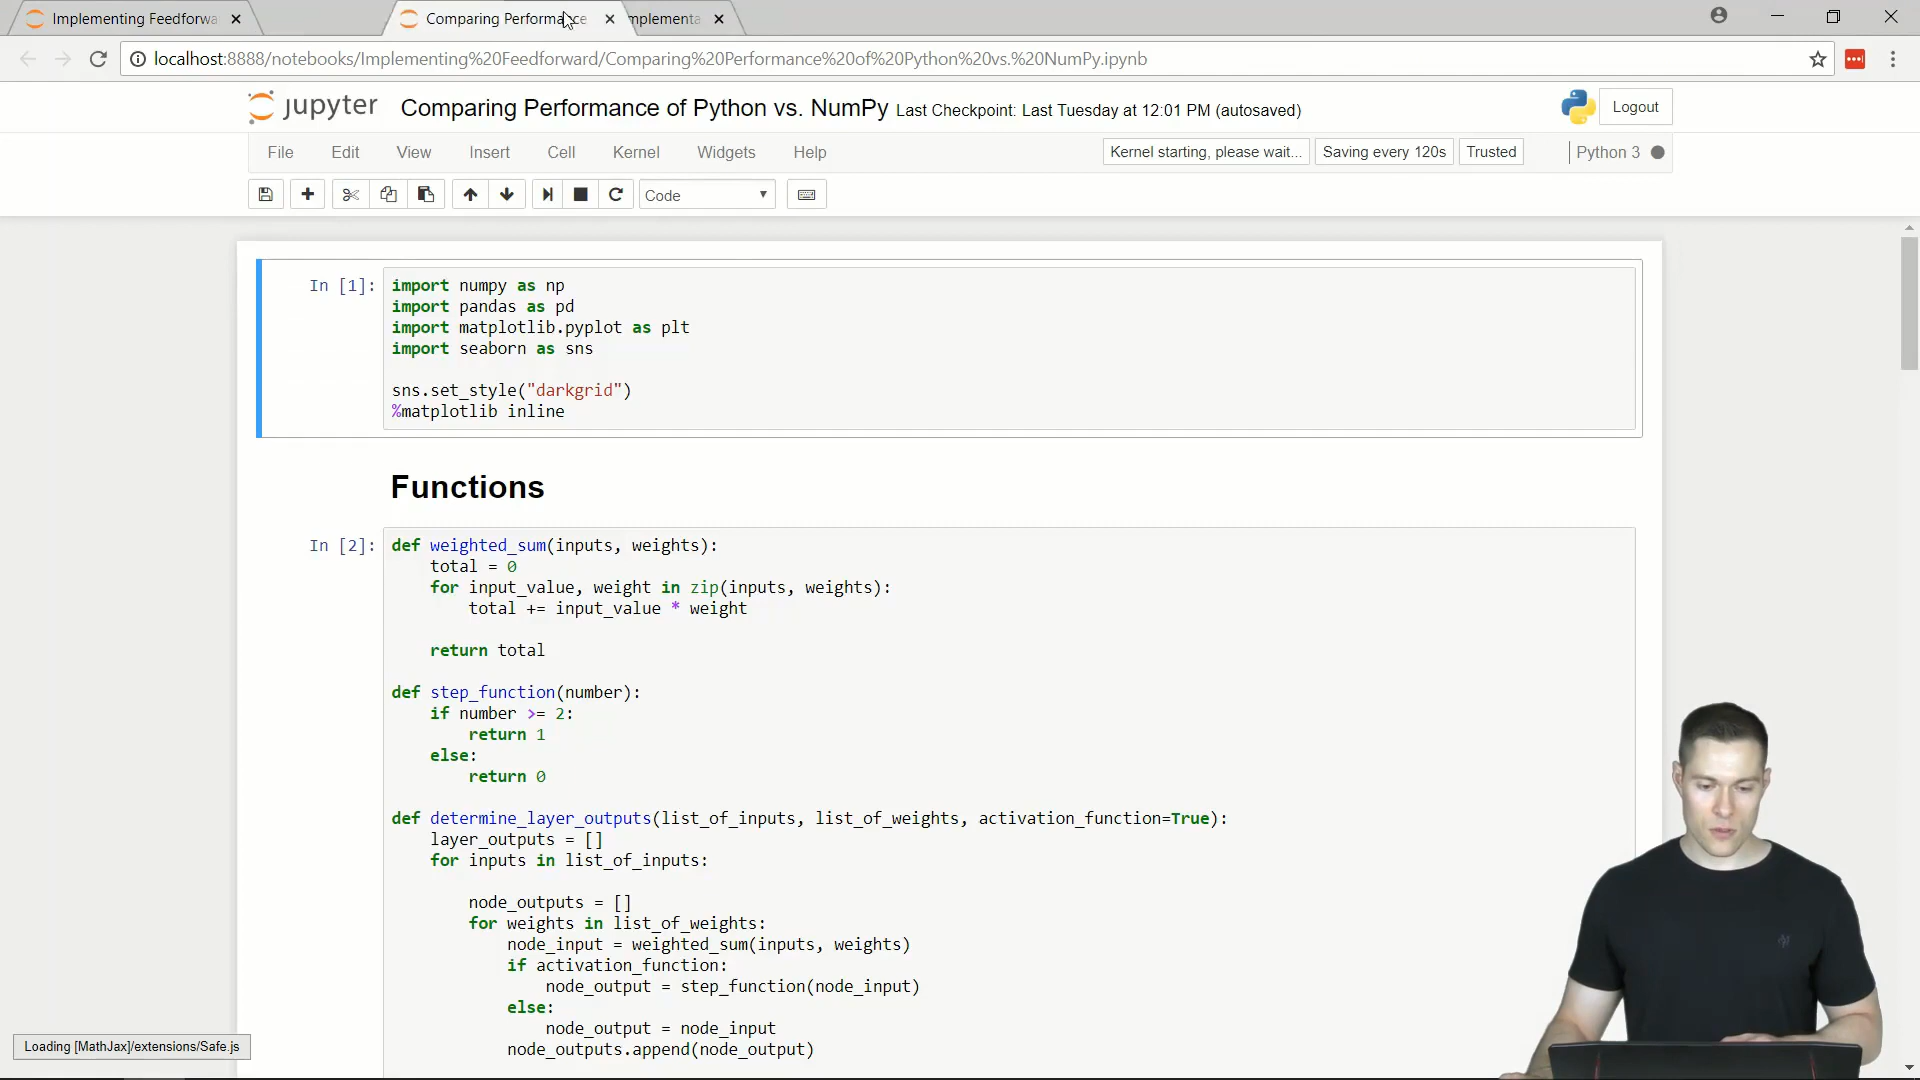 Implementing Feedforwa
Comparing Performance
mplementa
localhost:8888/notebooks/Implementing%20Feedforward/Comparing%20Performance%20of%20Python%20vs.%20NumPy.ipynb
jupyter Comparing Performance of Python vs. NumPy Last Checkpoint: Last Tuesday at 12:01 PM (autosaved)
Logout
File Edit View Insert Cell Kernel Widgets Help
Kernel starting, please wait... Saving every 120s Trusted Python 3
Code
In [1]:
import numpy as np
import pandas as pd
import matplotlib.pyplot as plt
import seaborn as sns
sns.set_style("darkgrid")
%matplotlib inline
Functions
In [2]:
def weighted_sum(inputs, weights):
total = 0
for input_value, weight in zip(inputs, weights):
total += input_value * weight
return total
def step_function(number):
if number >= 2:
return 1
else:
return 0
def determine_layer_outputs(list_of_inputs, list_of_weights, activation_function=True):
layer_outputs = []
for inputs in list_of_inputs:
node_outputs = []
for weights in list_of_weights:
node_input = weighted_sum(inputs, weights)
if activation_function:
node_output = step_function(node_input)
else:
node_output = node_input
node_outputs.append(node_output)
Loading [MathJax]/extensions/Safe.js